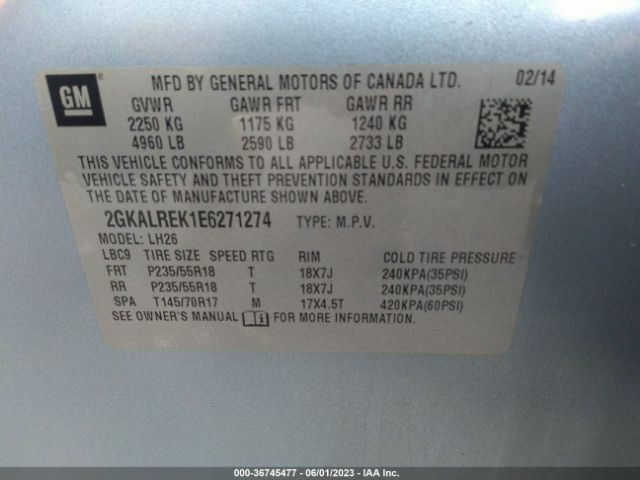 GM
MFD BY GENERAL MOTORS OF CANADA LTD. 02/14
GVWR GAWR FRT GAWR RR
2250 KG 1175 KG 1240 KG
4960 LB 2590 LB 2733 LB
THIS VEHICLE CONFORMS TO ALL APPLICABLE U.S. FEDERAL MOTOR
VEHICLE SAFETY AND THEFT PREVENTION STANDARDS IN EFFECT ON
THE DATE OF MANUFACTURE SHOWN ABOVE.
2GKALREK1E6271274 TYPE: M.P.V.
MODEL: LH26
LBC9 TIRE SIZE SPEED RTG RIM COLD TIRE PRESSURE
FRT P235/55R18 T 18X7J 240KPA(35PSI)
RR P235/55R18 T 18X7J 240KPA(35PSI)
SPA T145/70R17 M 17X4.5T 420KPA(60PSI)
SEE OWNER'S MANUAL FOR MORE INFORMATION.
000-36745477 - 06/01/2023 - IAA Inc.